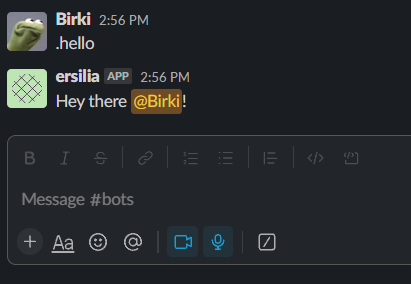 Birki 2:56 PM
.hello
ersilia APP 2:56 PM
Hey there @Birki!
B I S
Message #bots
Aa @